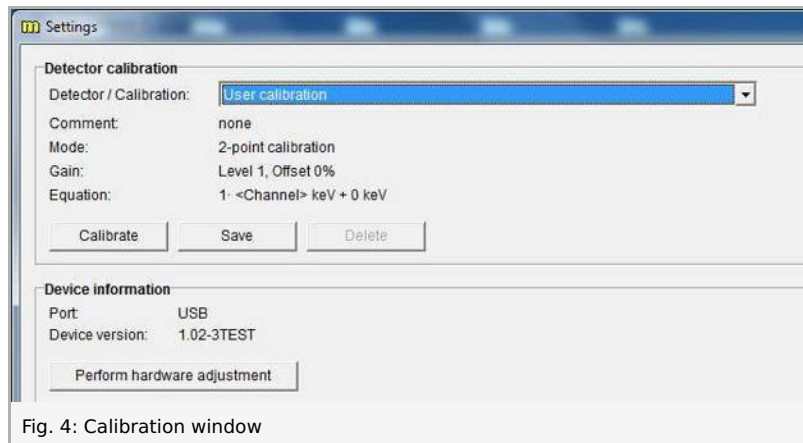 Settings
Detector calibration
Detector / Calibration: User calibration
Comment: none
Mode: 2-point calibration
Gain: Level 1, Offset 0%
Equation: 1· <Channel> keV + 0 keV
Calibrate Save Delete
Device information
Port: USB
Device version: 1.02-3TEST
Perform hardware adjustment
Fig. 4: Calibration window